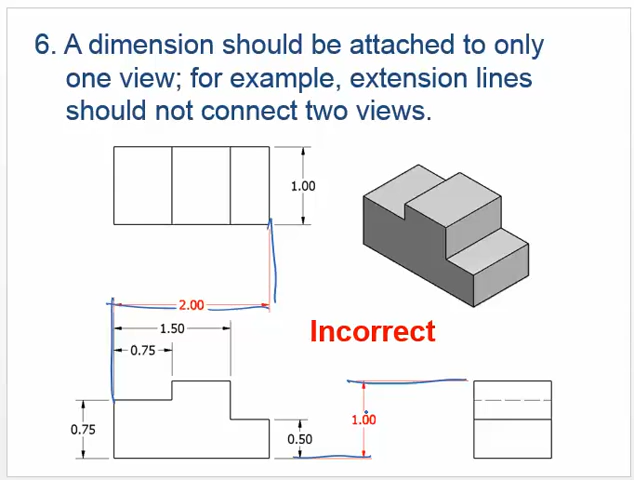 6. A dimension should be attached to only
one view; for example, extension lines
should not connect two views.
1.00
2.00
1.50
Incorrect
0.75
1.00
0.75
0.50